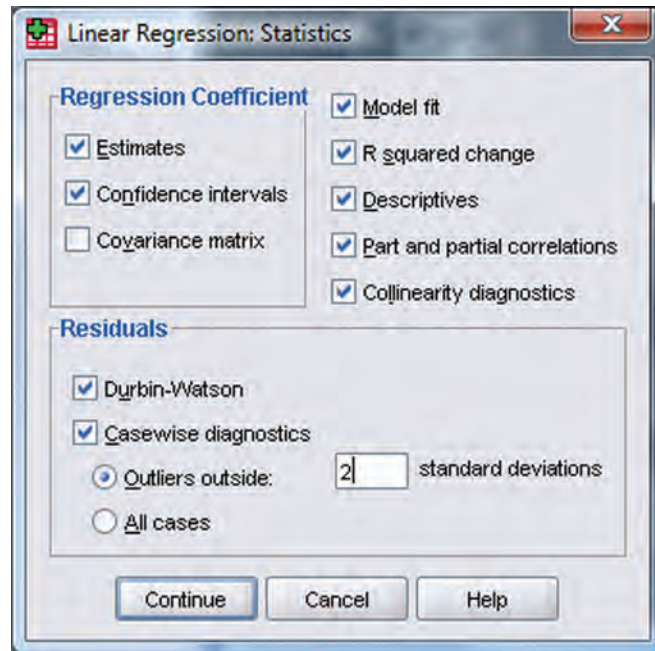 Linear Regression: Statistics
Regression Coefficient
Estimates
Confidence intervals
Covariance matrix
Model fit
R squared change
Descriptives
Part and partial correlations
Collinearity diagnostics
Residuals
Durbin-Watson
Casewise diagnostics
Outliers outside: 2 standard deviations
All cases
Continue Cancel Help